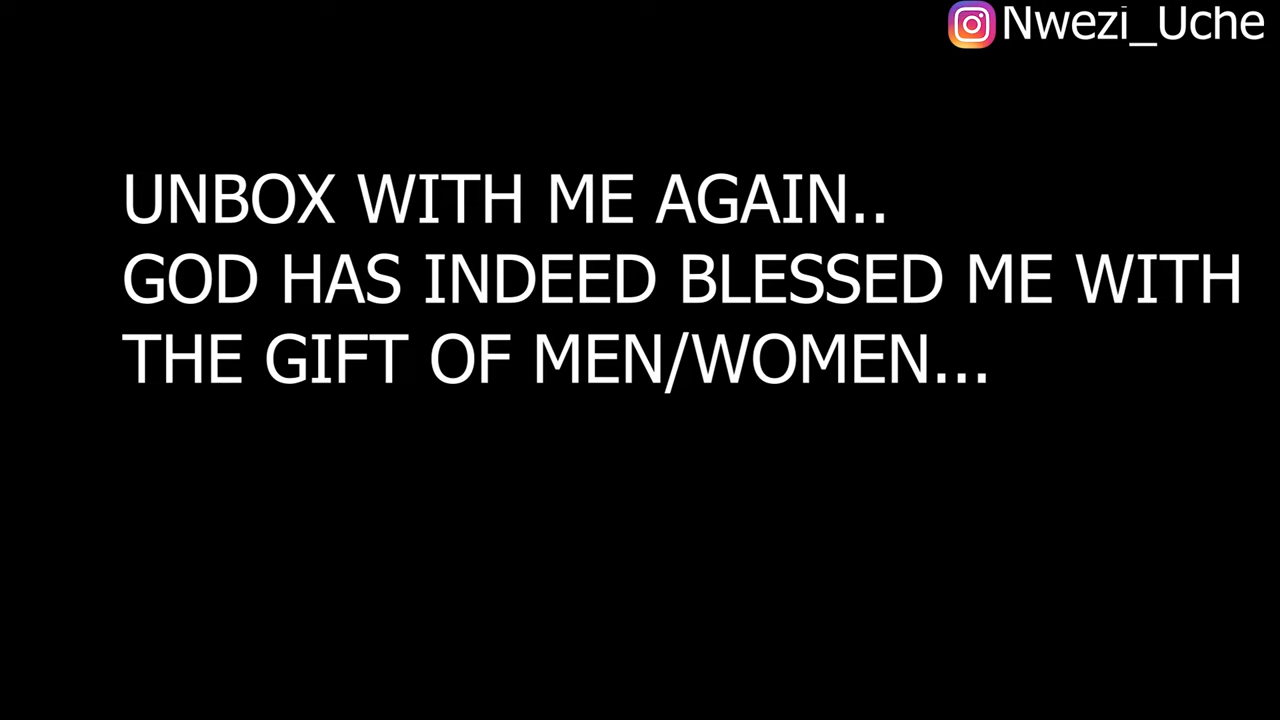 Nwezi_Uche
UNBOX WITH ME AGAIN..
GOD HAS INDEED BLESSED ME WITH
THE GIFT OF MEN/WOMEN...